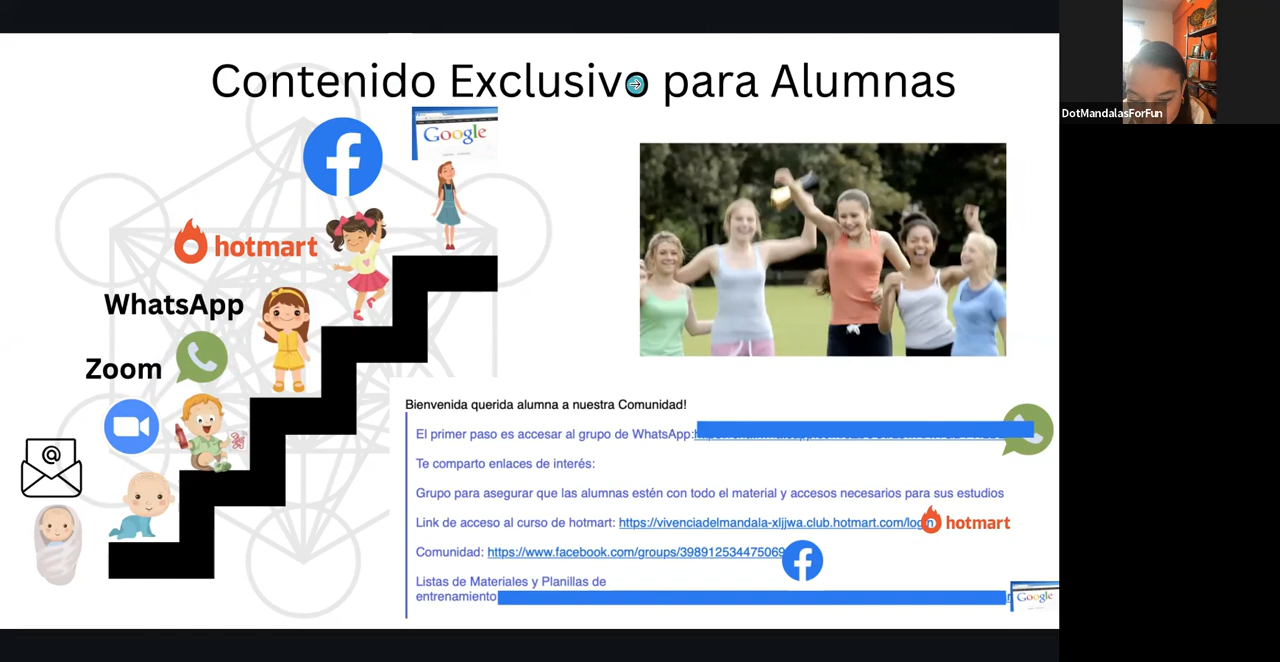 Contenido Exclusivo para Alumnas
Google
hotmart
WhatsApp
Zoom
Bienvenida querida alumna a nuestra Comunidad!
El primer paso es accesar al grupo de WhatsApp:
Te comparto enlaces de interés:
Grupo para asegurar que las alumnas estén con todo el material y accesos necesarios para sus estudios
Link de acceso al curso de hotmart: https://vivenciadelmandala-xljjwa.club.hotmart.com/login
hotmart
Comunidad: https://www.facebook.com/groups/398912534475069
Listas de Materiales y Planillas de
entrenamiento
Google
DotMandalasForFun